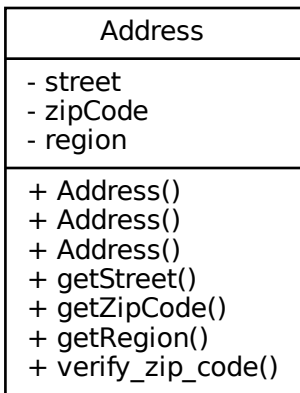 Address
- street
- zipCode
- region
+ Address()
+ Address()
+ Address()
+ getStreet()
+ getZipCode()
+ getRegion()
+ verify_zip_code()